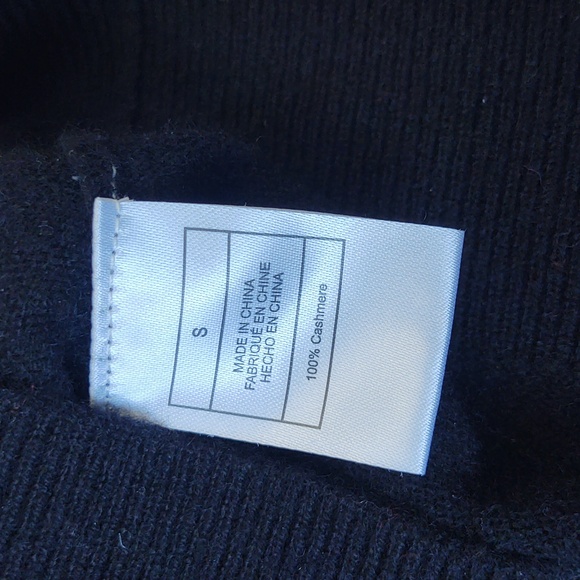 S
MADE IN CHINA
FABRIQUÉ EN CHINE
HECHO EN CHINA
100% Cashmere